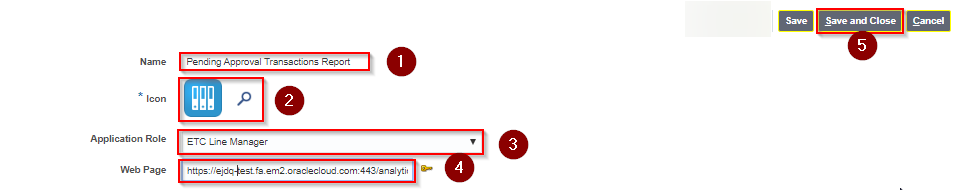 Save Save and Close Cancel
5
Name Pending Approval Transactions Report 1
* Icon 2
Application Role ETC Line Manager 3
Web Page https://ejdq-test.fa.em2.oraclecloud.com:443/analytic 4